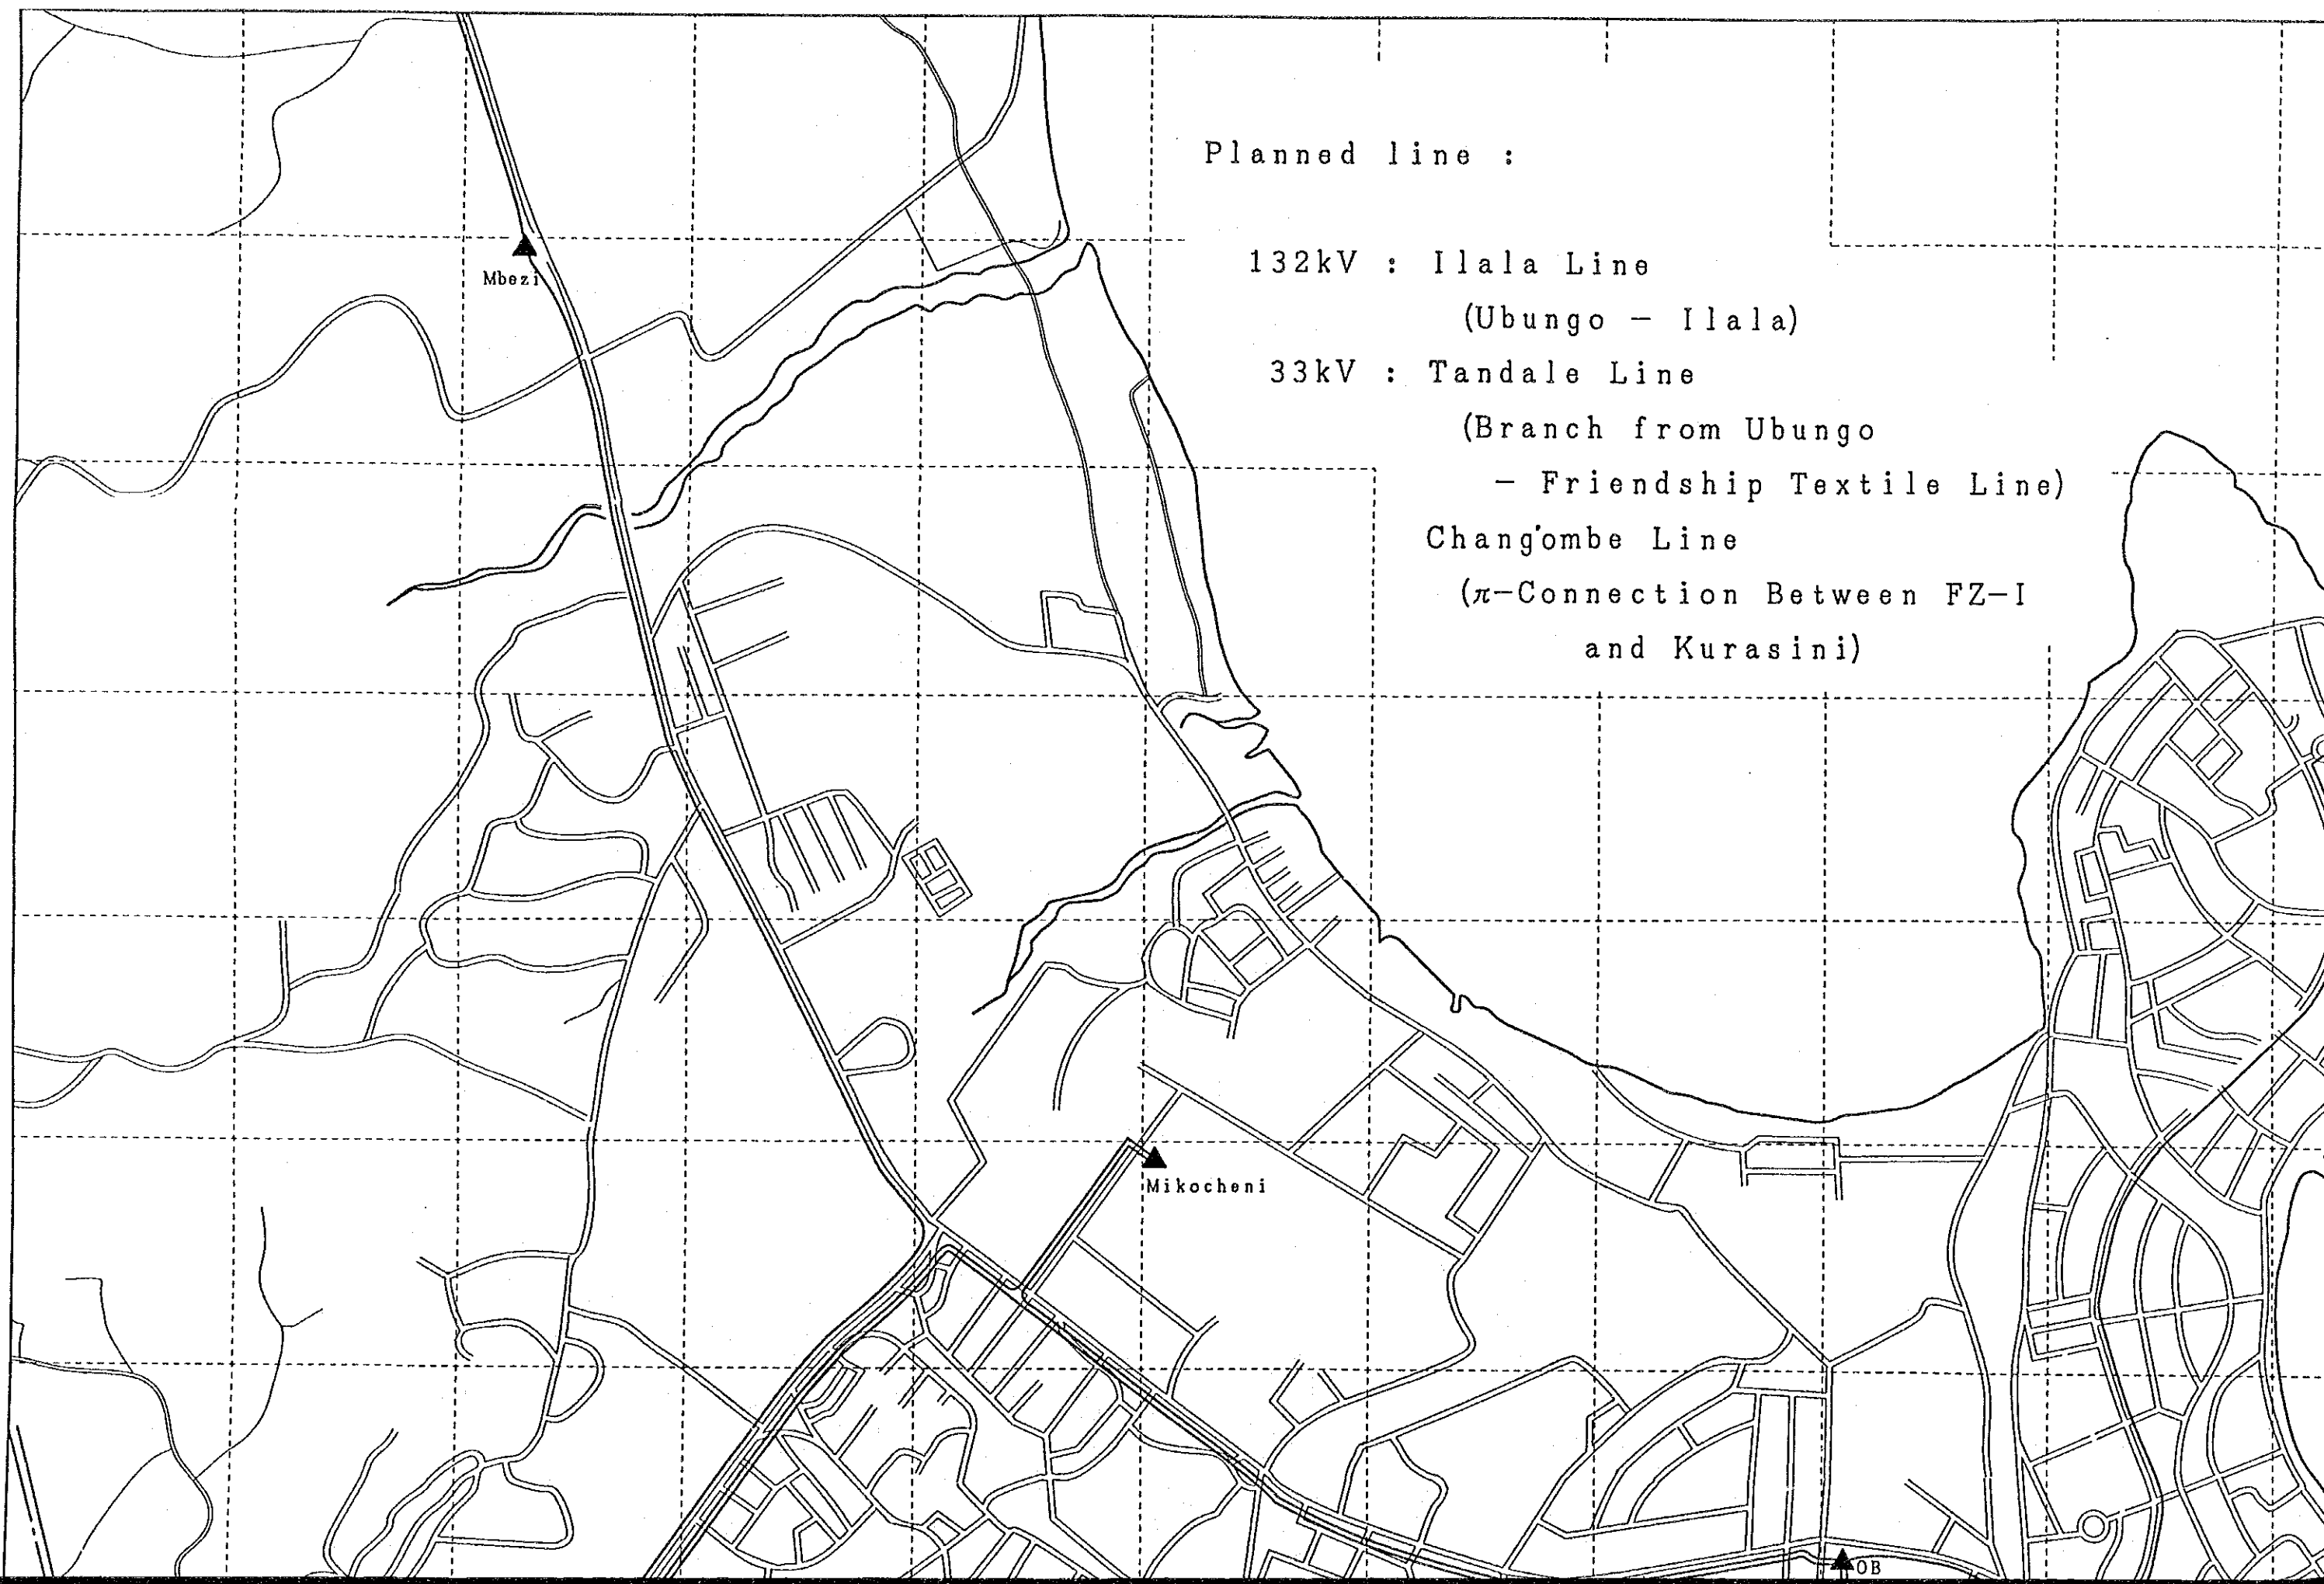 Planned line :
132kV : Ilala Line
(Ubungo - Ilala)
33kV : Tandale Line
(Branch from Ubungo
- Friendship Textile Line)
Chang'ombe Line
(π-Connection Between FZ-I
and Kurasini)
Mbezi
Mikocheni
OB